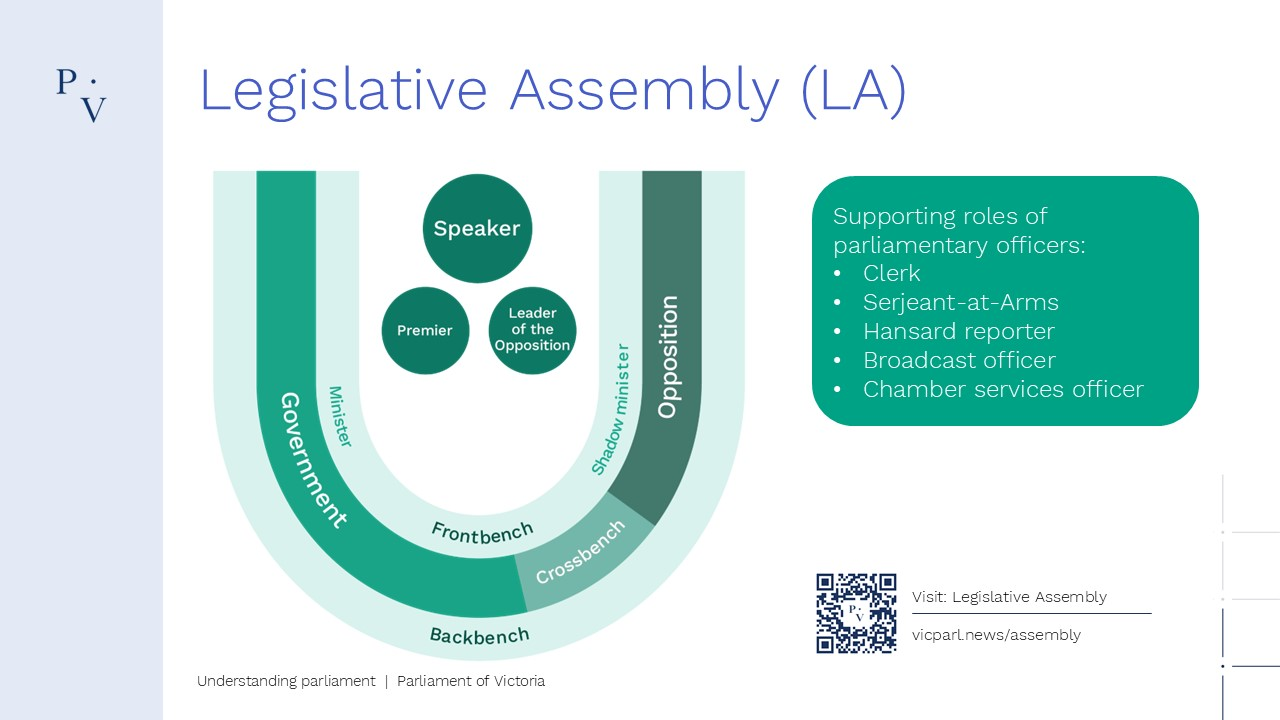 P.
V
Legislative Assembly (LA)
Speaker
Premier
Leader
of the
Opposition
Government
Minister
Frontbench
Backbench
Crossbench
Shadow minister
Opposition
Supporting roles of
parliamentary officers:
• Clerk
• Serjeant-at-Arms
• Hansard reporter
• Broadcast officer
• Chamber services officer
P.
V
Visit: Legislative Assembly
vicparl.news/assembly
Understanding parliament | Parliament of Victoria